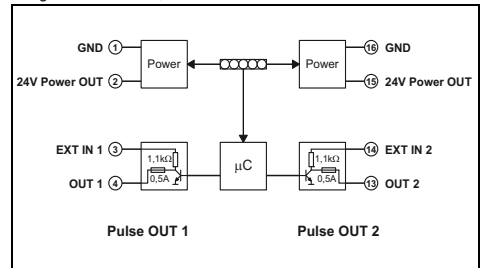 GND 1 Power Power 16 GND
24V Power OUT 2 15 24V Power OUT
EXT IN 1 3 14 EXT IN 2
1,1kΩ µC 1,1kΩ
OUT 1 4 0,5A 0,5A 13 OUT 2
Pulse OUT 1 Pulse OUT 2